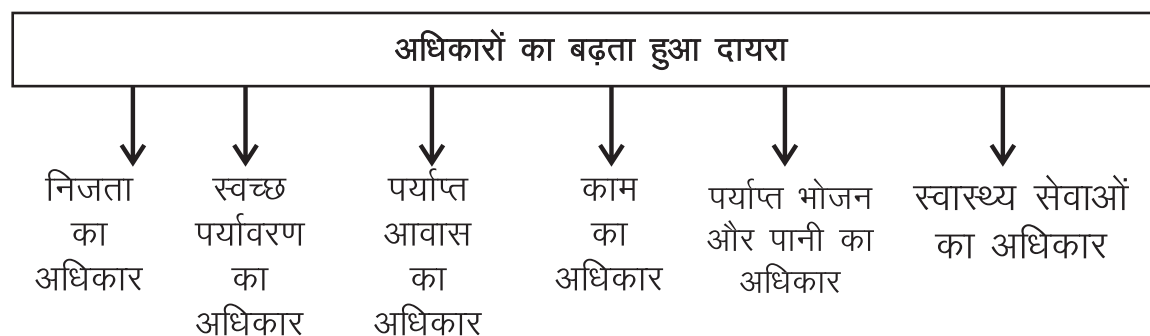 अधिकारों का बढ़ता हुआ दायरा
निजता
का
अधिकार
स्वच्छ
पर्यावरण
का
अधिकार
पर्याप्त
आवास
का
अधिकार
काम
का
अधिकार
पर्याप्त भोजन
और पानी का
अधिकार
स्वास्थ्य सेवाओं
का अधिकार